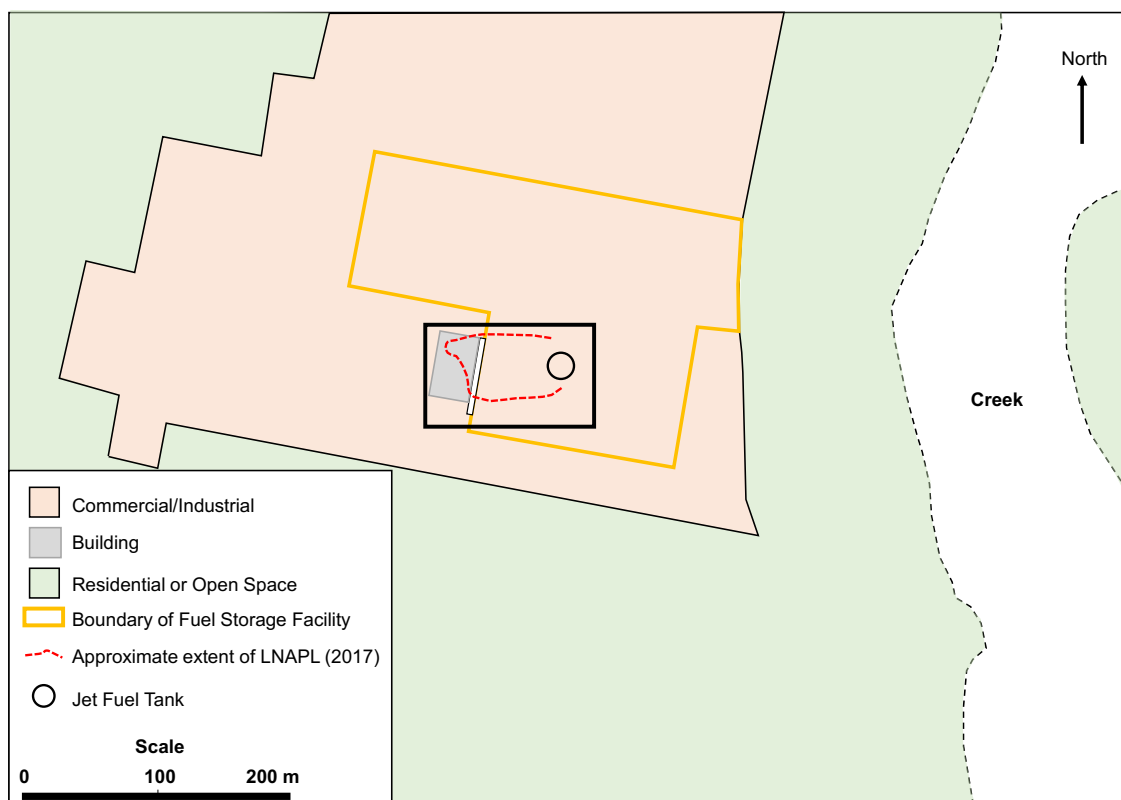 North
Creek
Commercial/Industrial
Building
Residential or Open Space
Boundary of Fuel Storage Facility
Approximate extent of LNAPL (2017)
Jet Fuel Tank
Scale
0 100 200 m